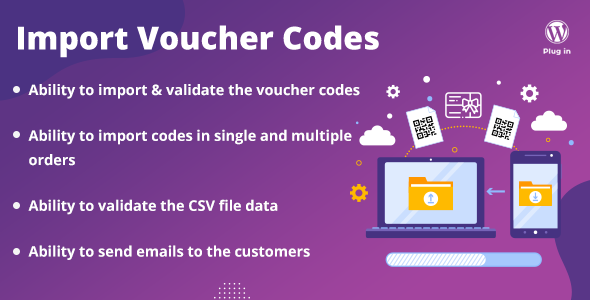 Import Voucher Codes
Plug in
Ability to import & validate the voucher codes
Ability to import codes in single and multiple
orders
Ability to validate the CSV file data
Ability to send emails to the customers